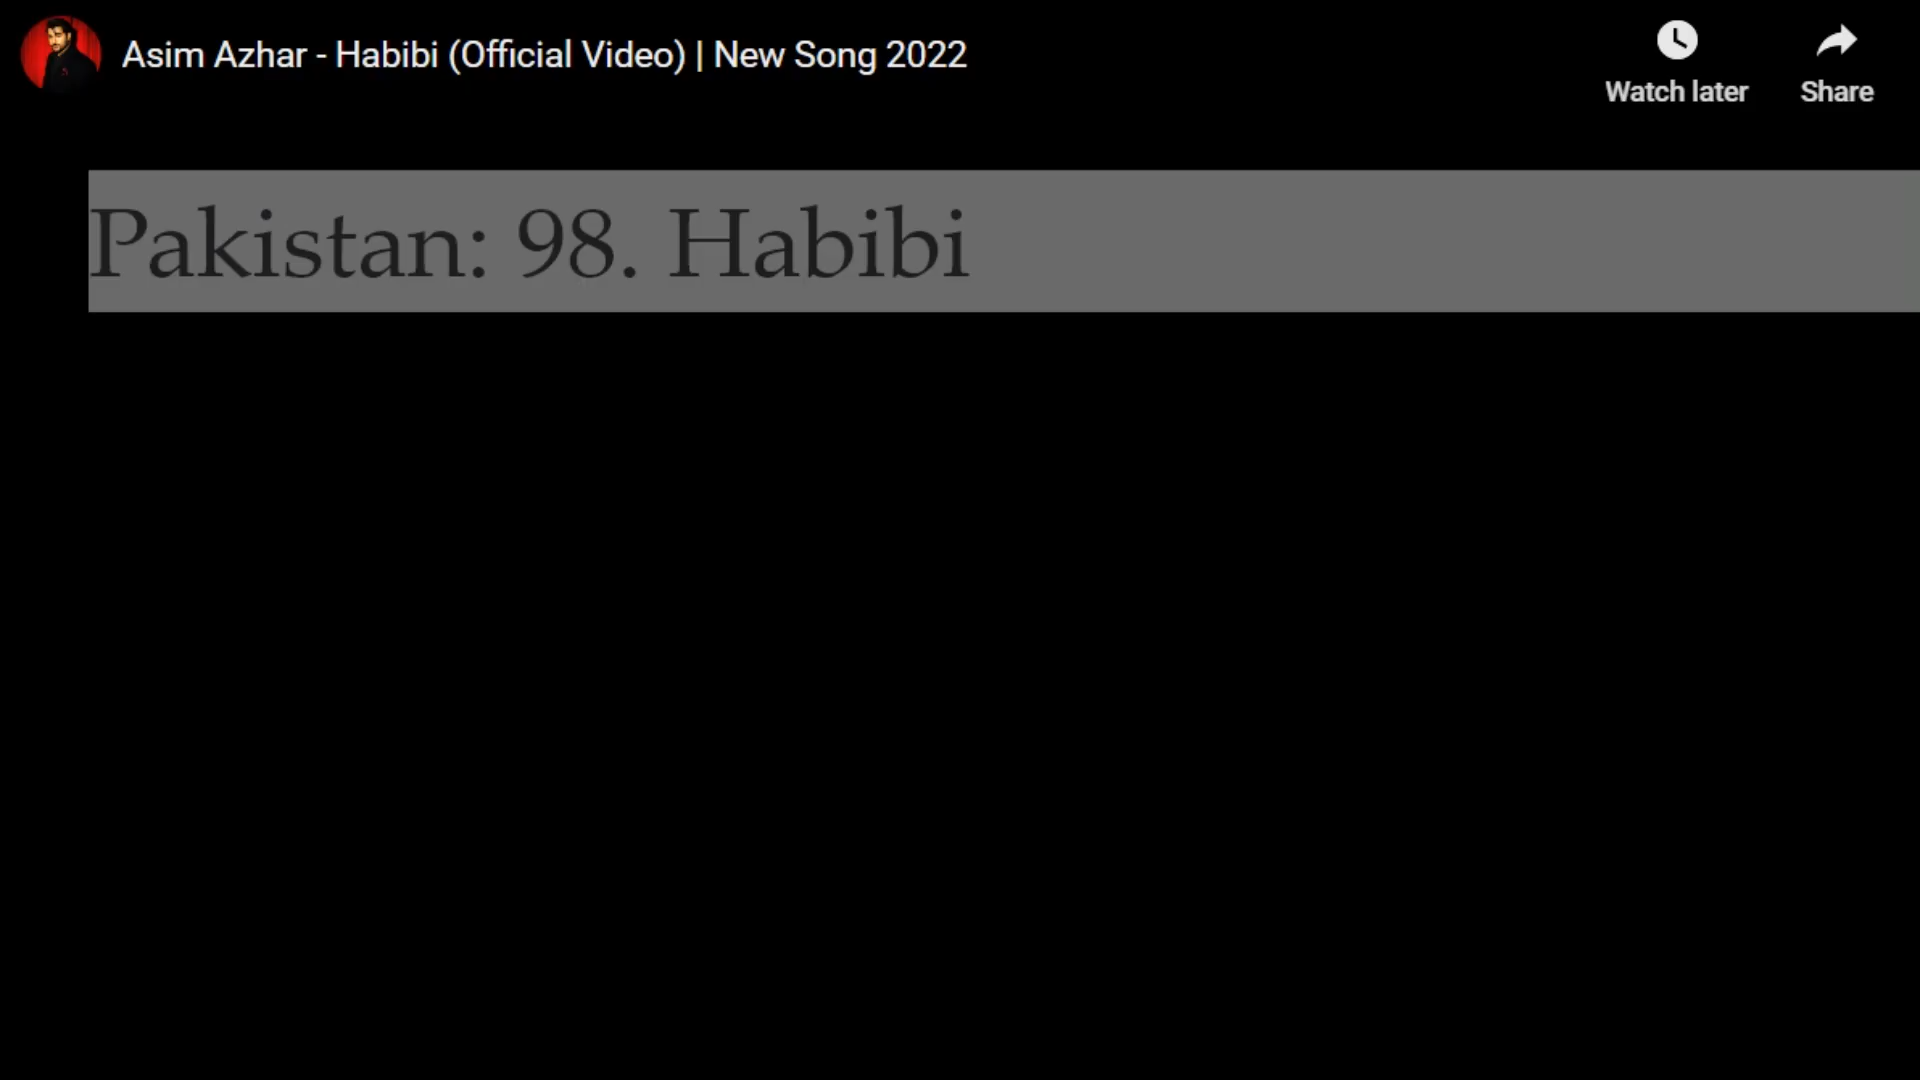 Asim Azhar - Habibi (Official Video) | New Song 2022
Watch later
Share
Pakistan: 98. Habibi